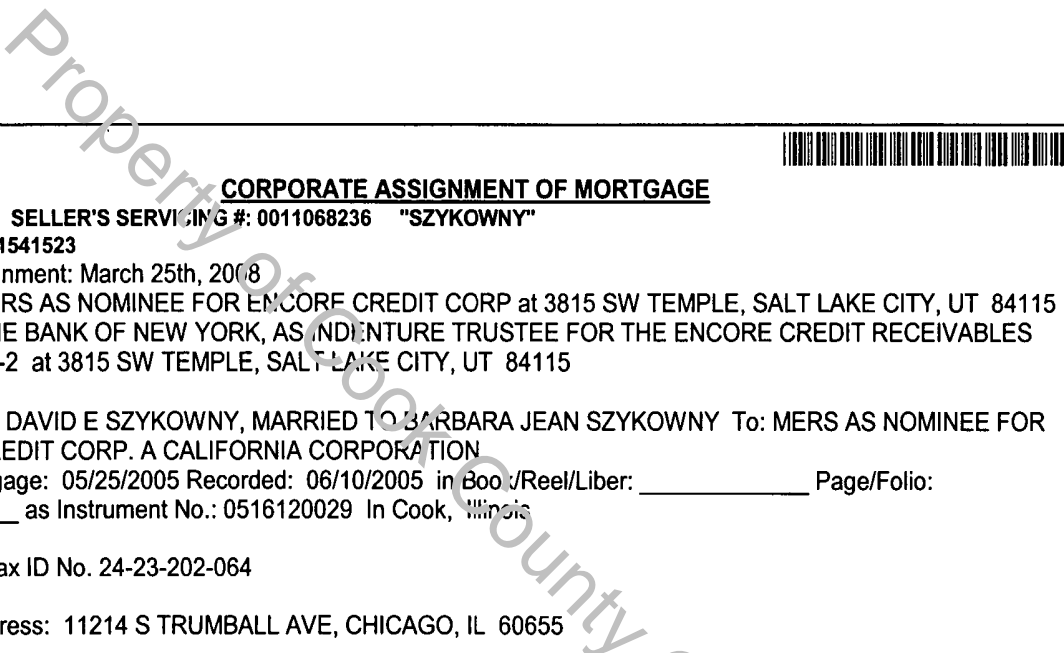 Property of Cook County
CORPORATE ASSIGNMENT OF MORTGAGE
SELLER'S SERVICING #: 0011068236 "SZYKOWNY"
1541523
nment: March 25th, 2008
RS AS NOMINEE FOR ENCORE CREDIT CORP at 3815 SW TEMPLE, SALT LAKE CITY, UT 84115
E BANK OF NEW YORK, AS INDENTURE TRUSTEE FOR THE ENCORE CREDIT RECEIVABLES
-2 at 3815 SW TEMPLE, SALT LAKE CITY, UT 84115
DAVID E SZYKOWNY, MARRIED TO BARBARA JEAN SZYKOWNY To: MERS AS NOMINEE FOR
EDIT CORP. A CALIFORNIA CORPORATION
gage: 05/25/2005 Recorded: 06/10/2005 in Book/Reel/Liber: ______________ Page/Folio:
__ as Instrument No.: 0516120029 In Cook, Illinois
ax ID No. 24-23-202-064
ress: 11214 S TRUMBALL AVE, CHICAGO, IL 60655